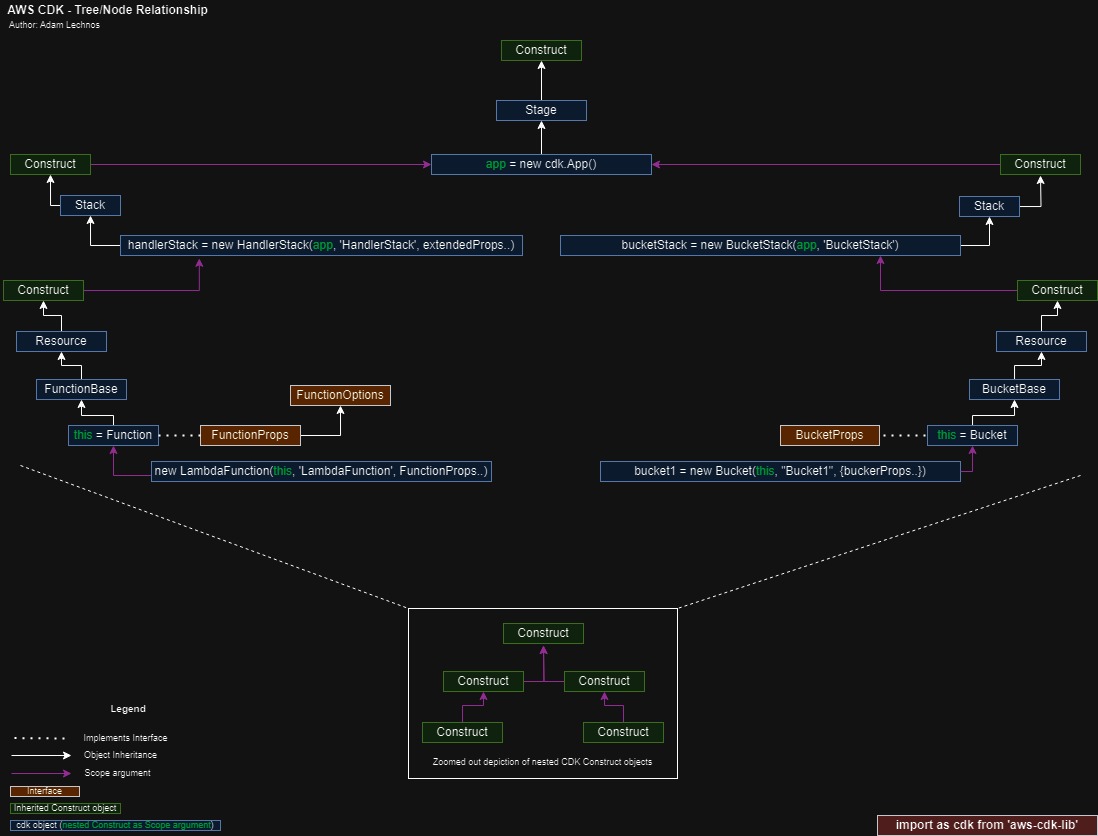 AWS CDK - Tree/Node Relationship
Author: Adam Lechnos
Construct
Stage
Construct
app = new cdk.App()
Construct
Stack
Stack
handlerStack = new HandlerStack(app, 'HandlerStack', extendedProps..)
bucketStack = new BucketStack(app, 'BucketStack')
Construct
Construct
Resource
Resource
FunctionBase
FunctionOptions
BucketBase
this = Function
FunctionProps
BucketProps
this = Bucket
new LambdaFunction(this, 'LambdaFunction', FunctionProps..)
bucket1 = new Bucket(this, "Bucket1", {buckerProps..})
Construct
Construct
Construct
Construct
Construct
Zoomed out depiction of nested CDK Construct objects
Legend
Implements Interface
Object Inheritance
Scope argument
Interface
Inherited Construct object
cdk object (nested Construct as Scope argument)
import as cdk from 'aws-cdk-lib'